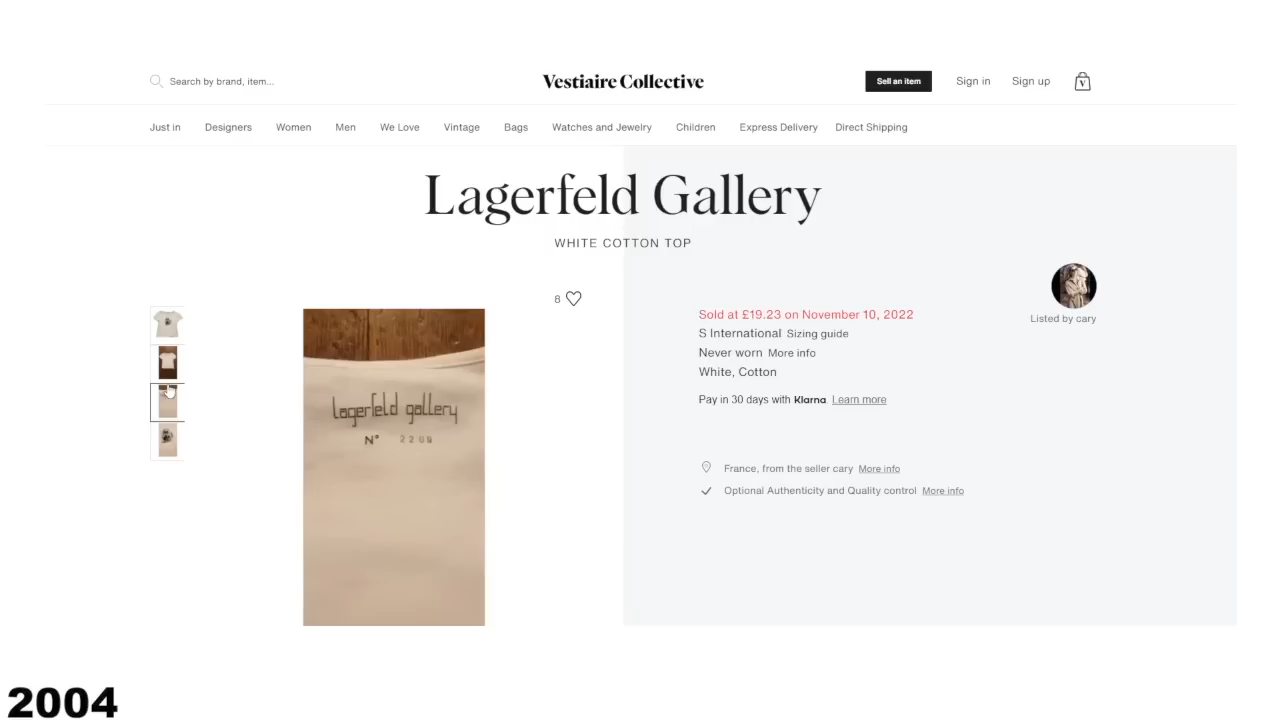 Search by brand, item...
Vestiaire Collective
Sell an item
Sign in
Sign up
V
Just in
Designers
Women
Men
We Love
Vintage
Bags
Watches and Jewelry
Children
Express Delivery
Direct Shipping
Lagerfeld Gallery
WHITE COTTON TOP
8
lagerfeld gallery
N°
Sold at £19.23 on November 10, 2022
S International Sizing guide
Never worn More info
White, Cotton
Pay in 30 days with Klarna. Learn more
Listed by cary
France, from the seller cary More info
Optional Authenticity and Quality control More info
2004